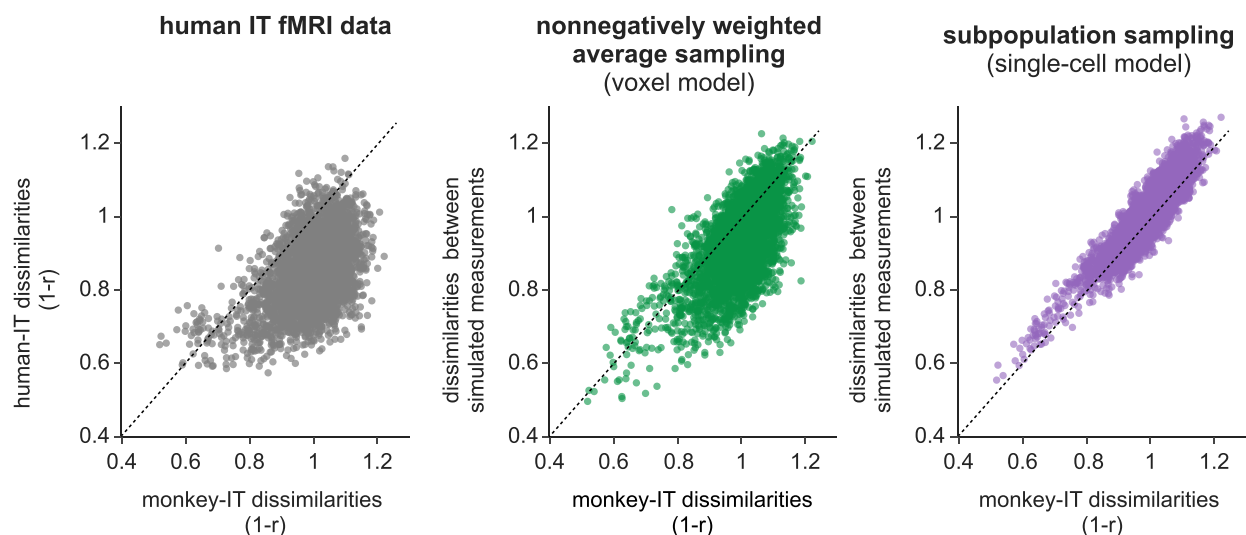 human IT fMRI data
1.2
1
0.8
0.6
0.4
0.4 0.6 0.8 1 1.2
human-IT dissimilarities
(1-r)
monkey-IT dissimilarities
(1-r)
nonnegatively weighted
average sampling
(voxel model)
1.2
1
0.8
0.6
0.4
0.4 0.6 0.8 1 1.2
dissimilarities between
simulated measurements
monkey-IT dissimilarities
(1-r)
subpopulation sampling
(single-cell model)
1.2
1
0.8
0.6
0.4
0.4 0.6 0.8 1 1.2
dissimilarities between
simulated measurements
monkey-IT dissimilarities
(1-r)